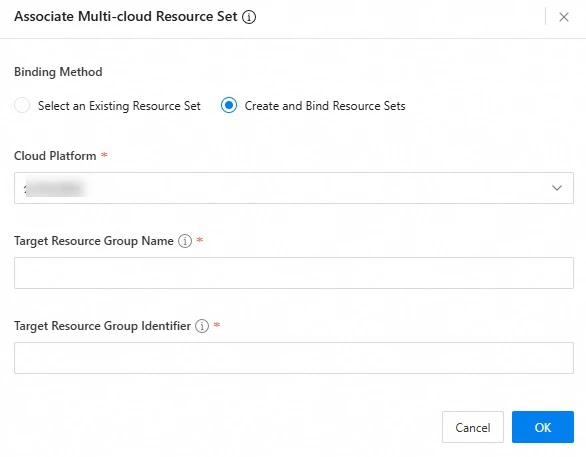 Associate Multi-cloud Resource Set
Binding Method
Select an Existing Resource Set
Create and Bind Resource Sets
Cloud Platform *
Target Resource Group Name *
Target Resource Group Identifier *
Cancel
OK